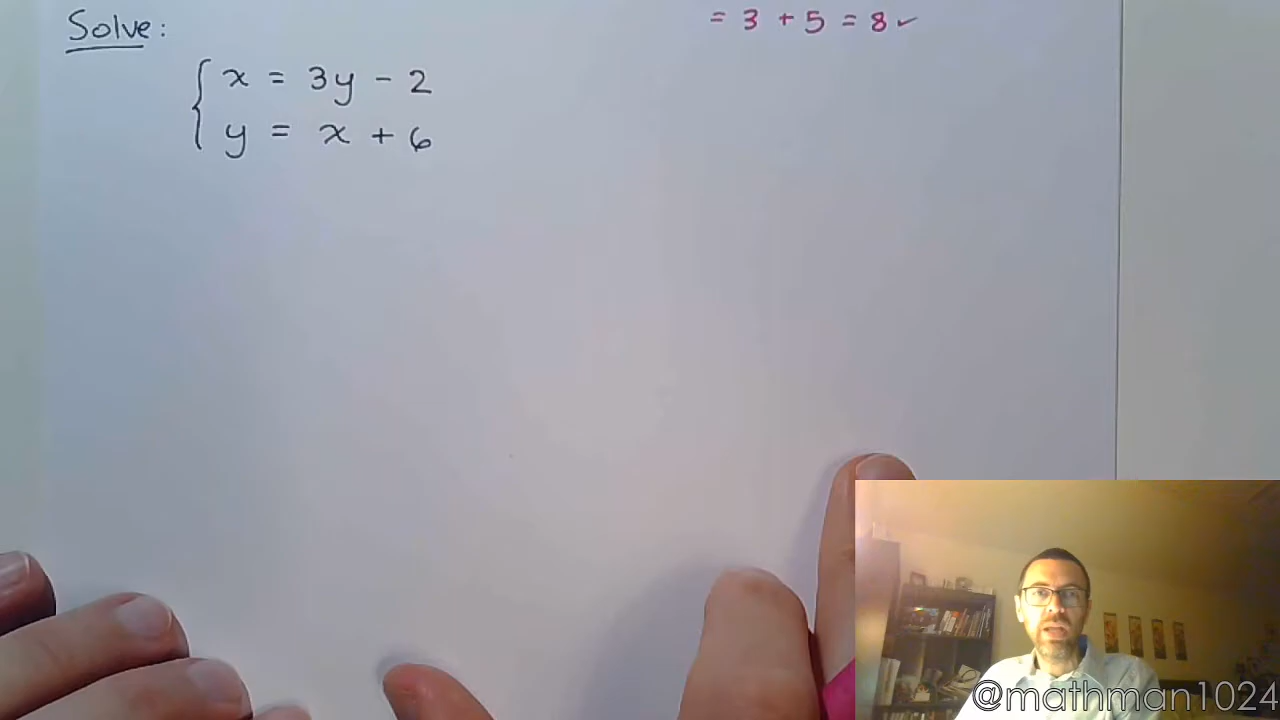 Solve:
= 3 + 5 = 8 ✓
x = 3y - 2
y = x + 6
@mathman1024